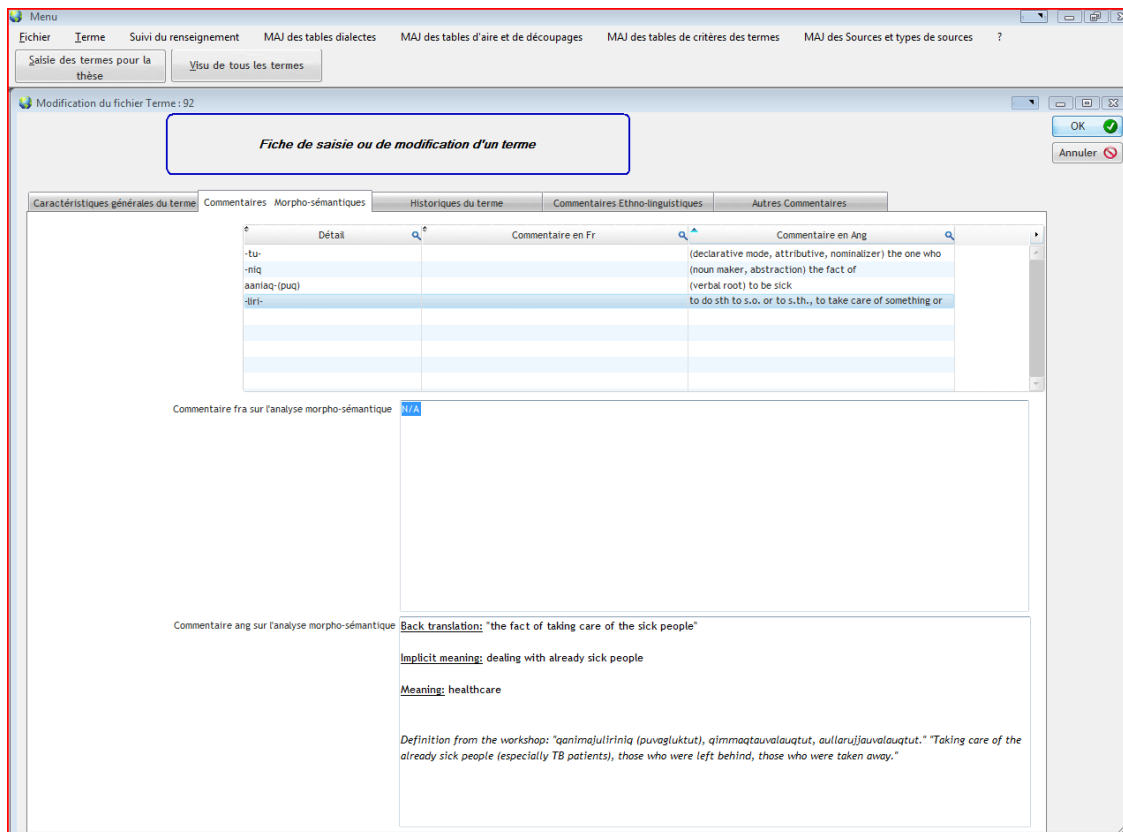 Menu
Fichier Terme Suivi du renseignement MAJ des tables dialectes MAJ des tables d'aire et de découpages MAJ des tables de critères des termes MAJ des Sources et types de sources ?
Saisie des termes pour la thèse Visu de tous les termes
Modification du fichier Terme : 92
Fiche de saisie ou de modification d'un terme
OK
Annuler
Caractéristiques générales du terme Commentaires Morpho-sémantiques Historiques du terme Commentaires Ethno-linguistiques Autres Commentaires
Détail Commentaire en Fr Commentaire en Ang
-tu- (declarative mode, attributive, nominalizer) the one who
-niq (noun maker, abstraction) the fact of
aaniaq-(puq) (verbal root) to be sick
-liri- to do sth to s.o. or to s.th., to take care of something or
Commentaire fra sur l'analyse morpho-sémantique N/A
Commentaire ang sur l'analyse morpho-sémantique Back translation: "the fact of taking care of the sick people"
Implicit meaning: dealing with already sick people
Meaning: healthcare
Definition from the workshop: "qanimajuliriniq (puvagluktut), qimmaqtauvalauqtut, aullarujjauvalauqtut." "Taking care of the
already sick people (especially TB patients), those who were left behind, those who were taken away."